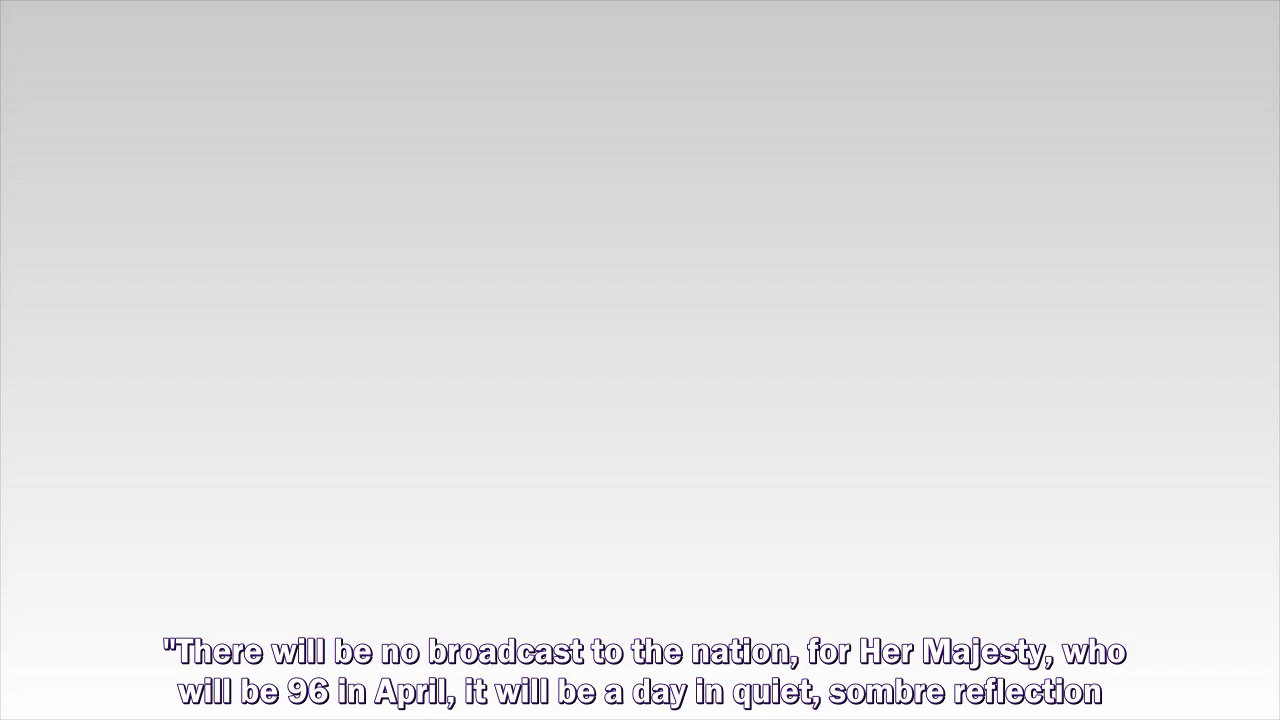 "There will be no broadcast to the nation, for Her Majesty, who
will be 96 in April, it will be a day in quiet, sombre reflection